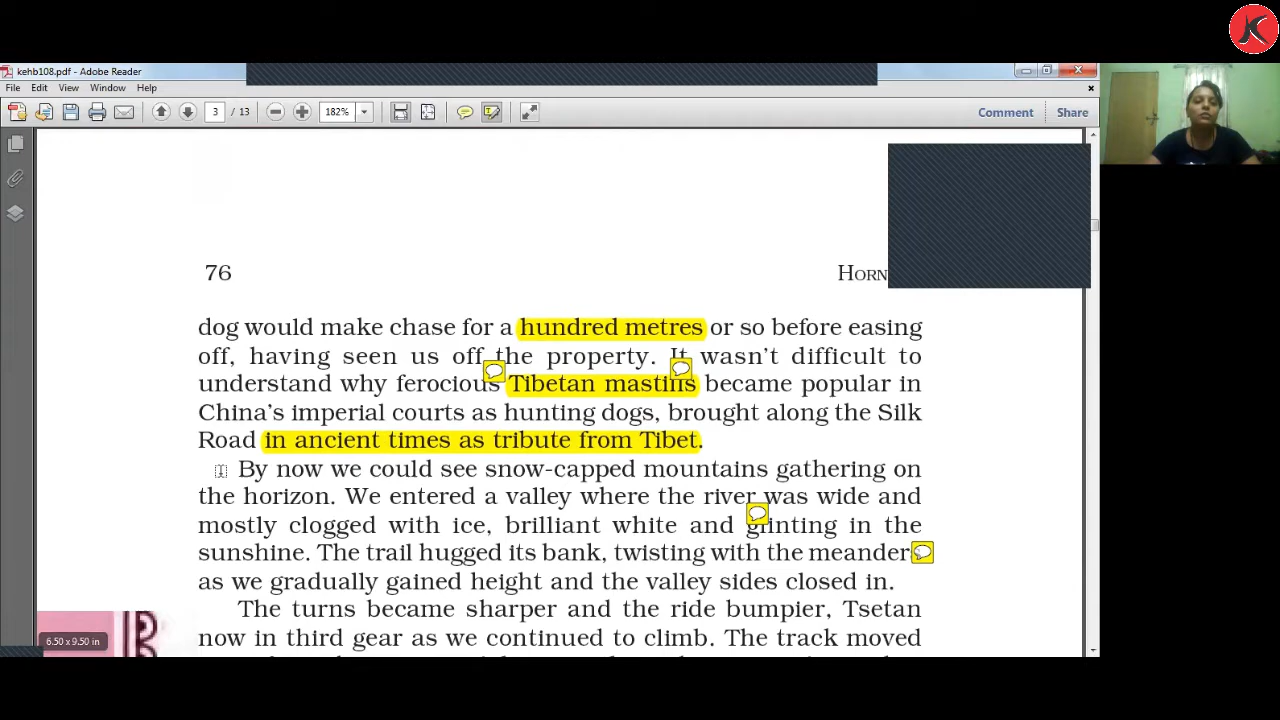 K
kehb108.pdf - Adobe Reader
File Edit View Window Help
3 / 13 182% Comment Share
76 HORN
dog would make chase for a hundred metres or so before easing
off, having seen us off the property. It wasn't difficult to
understand why ferocious Tibetan mastiffs became popular in
China's imperial courts as hunting dogs, brought along the Silk
Road in ancient times as tribute from Tibet.
By now we could see snow-capped mountains gathering on
the horizon. We entered a valley where the river was wide and
mostly clogged with ice, brilliant white and glinting in the
sunshine. The trail hugged its bank, twisting with the meanders
as we gradually gained height and the valley sides closed in.
The turns became sharper and the ride bumpier, Tsetan
now in third gear as we continued to climb. The track moved
6.50 x 9.50 in